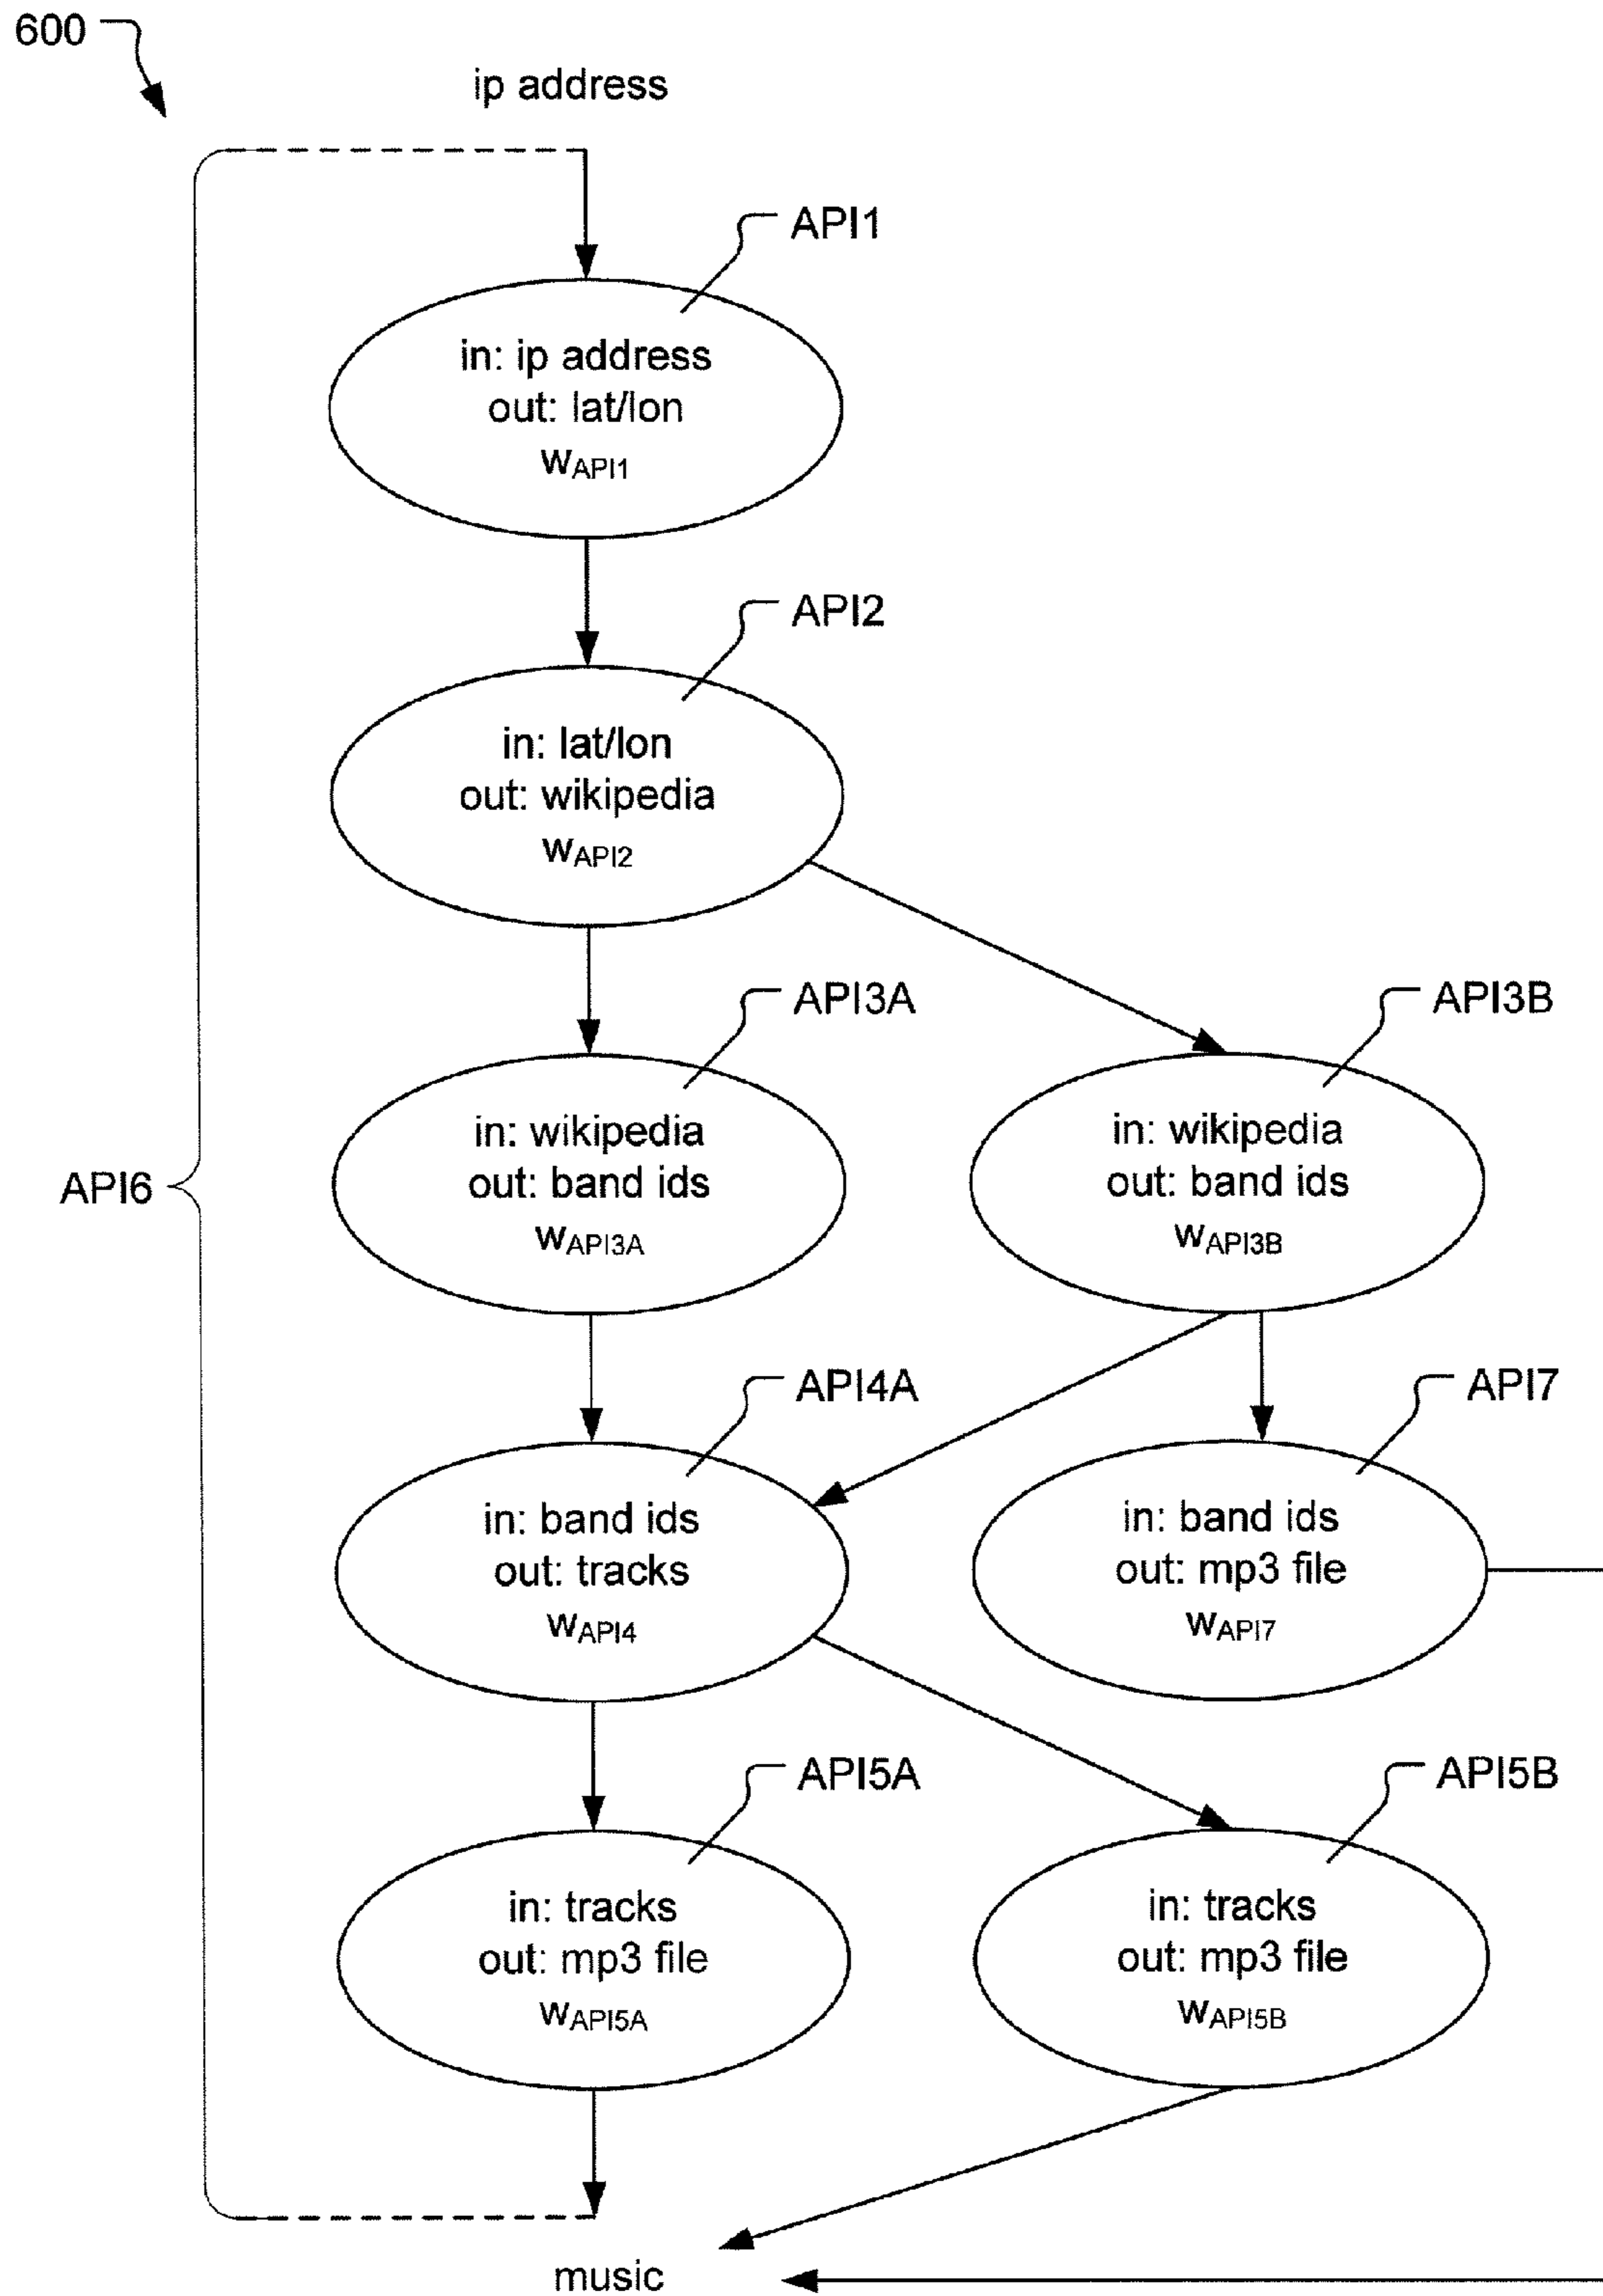 600
ip address
API1
in: ip address
out: lat/lon
wAPI1
API2
in: lat/lon
out: wikipedia
wAPI2
API3A
API3B
in: wikipedia
out: band ids
wAPI3A
in: wikipedia
out: band ids
wAPI3B
API6
API4A
API7
in: band ids
out: tracks
wAPI4
in: band ids
out: mp3 file
wAPI7
API5A
API5B
in: tracks
out: mp3 file
wAPI5A
in: tracks
out: mp3 file
wAPI5B
music